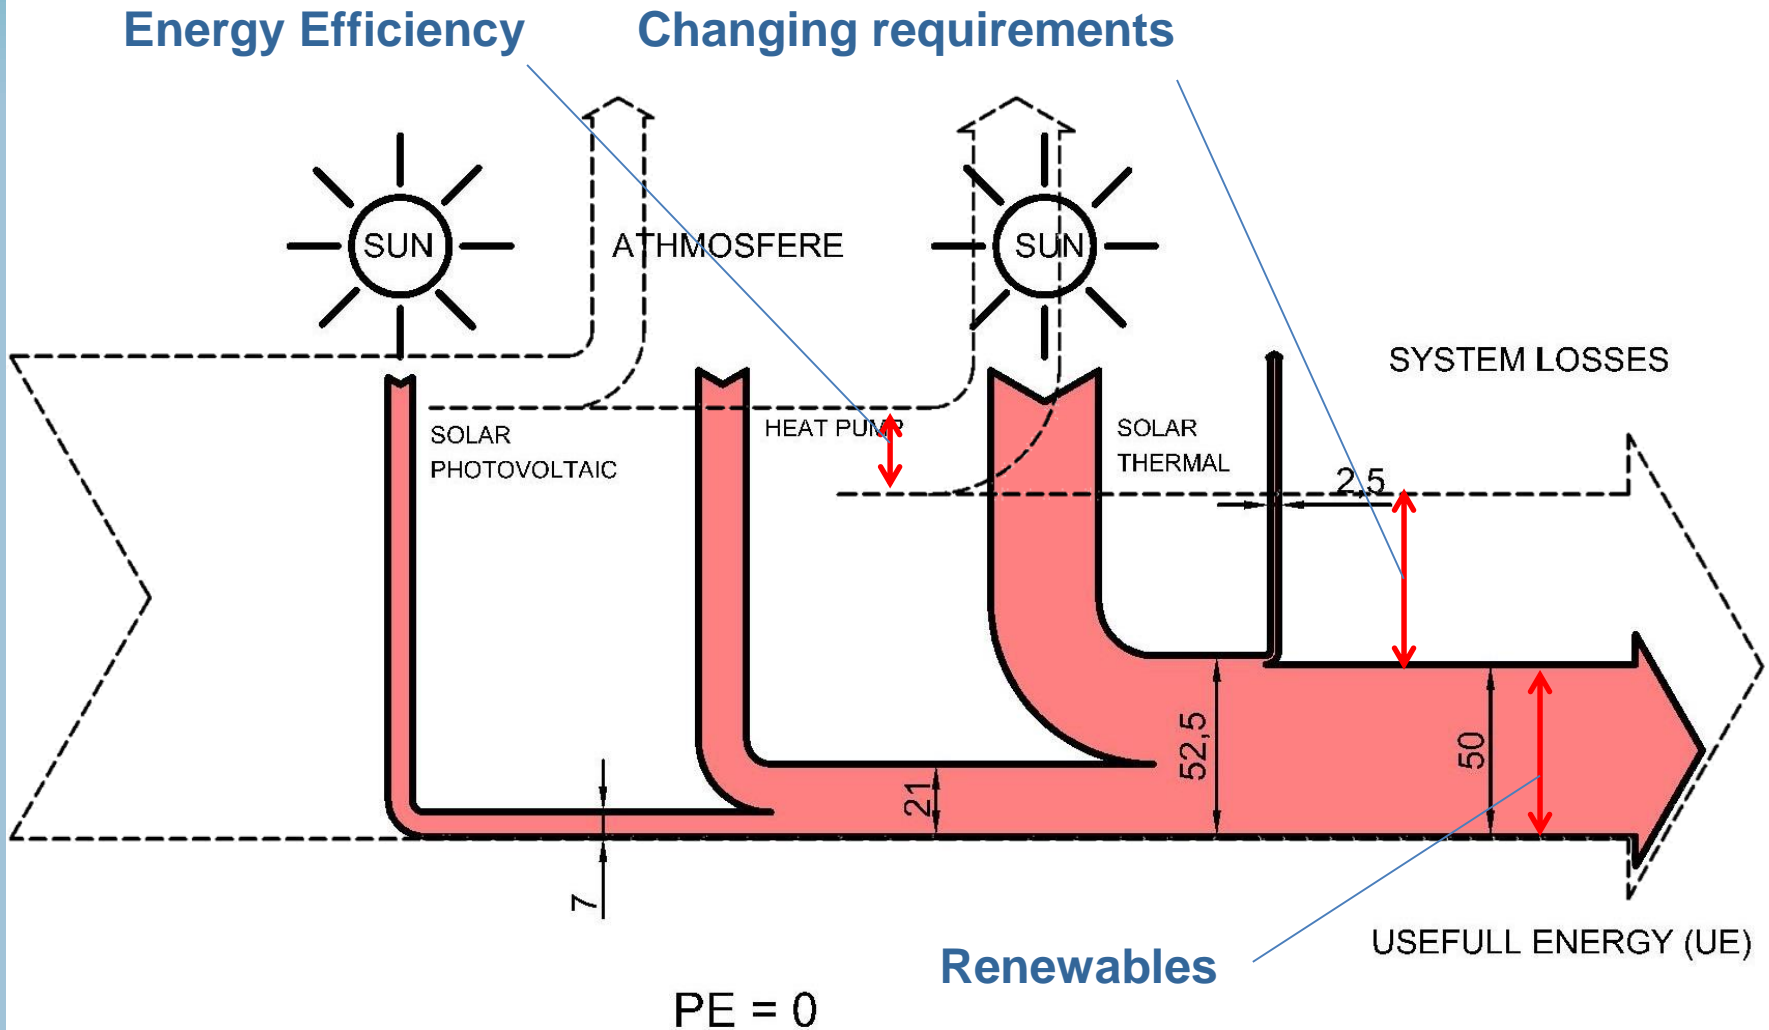 Energy Efficiency
Changing requirements
SUN
ATHMOSFERE
SUN
SYSTEM LOSSES
SOLAR
PHOTOVOLTAIC
HEAT PUMP
SOLAR
THERMAL
2,5
52,5
50
21
7
USEFULL ENERGY (UE)
Renewables
PE = 0